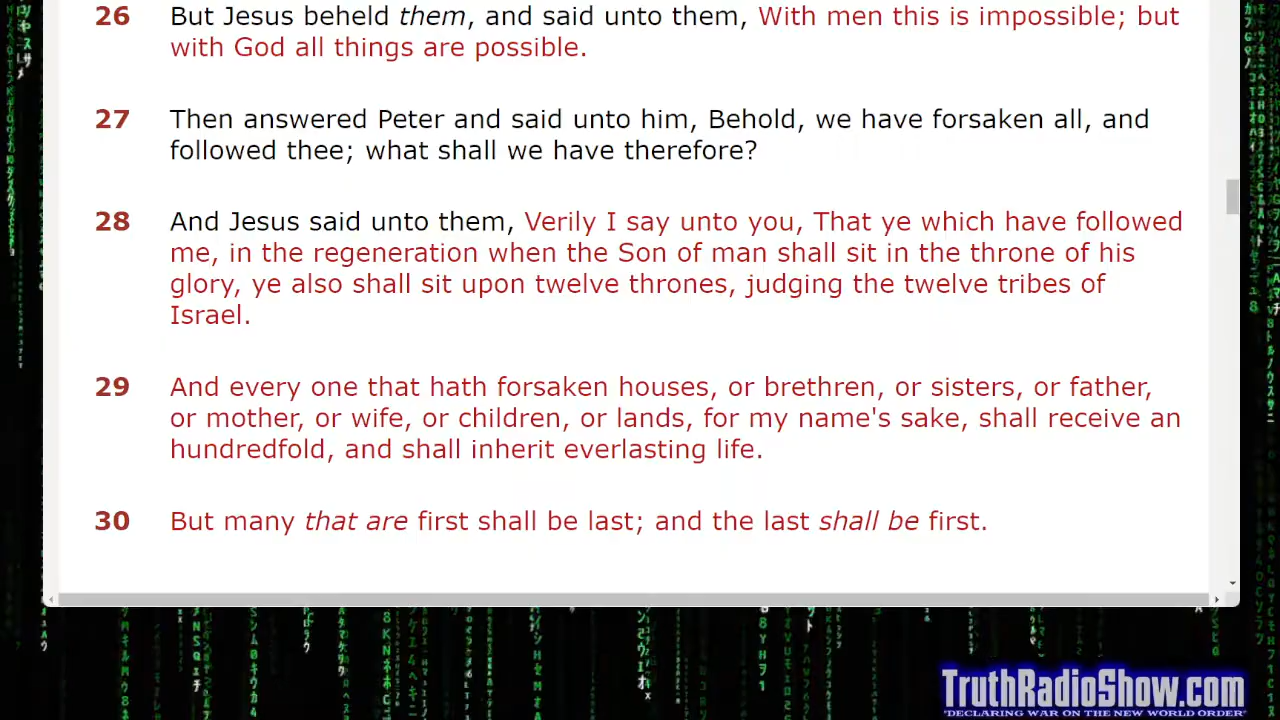 26 But Jesus beheld them, and said unto them, With men this is impossible; but
with God all things are possible.
27 Then answered Peter and said unto him, Behold, we have forsaken all, and
followed thee; what shall we have therefore?
28 And Jesus said unto them, Verily I say unto you, That ye which have followed
me, in the regeneration when the Son of man shall sit in the throne of his
glory, ye also shall sit upon twelve thrones, judging the twelve tribes of
Israel.
29 And every one that hath forsaken houses, or brethren, or sisters, or father,
or mother, or wife, or children, or lands, for my name's sake, shall receive an
hundredfold, and shall inherit everlasting life.
30 But many that are first shall be last; and the last shall be first.
TruthRadioShow.com
"DECLARING WAR ON THE NEW WORLD ORDER"